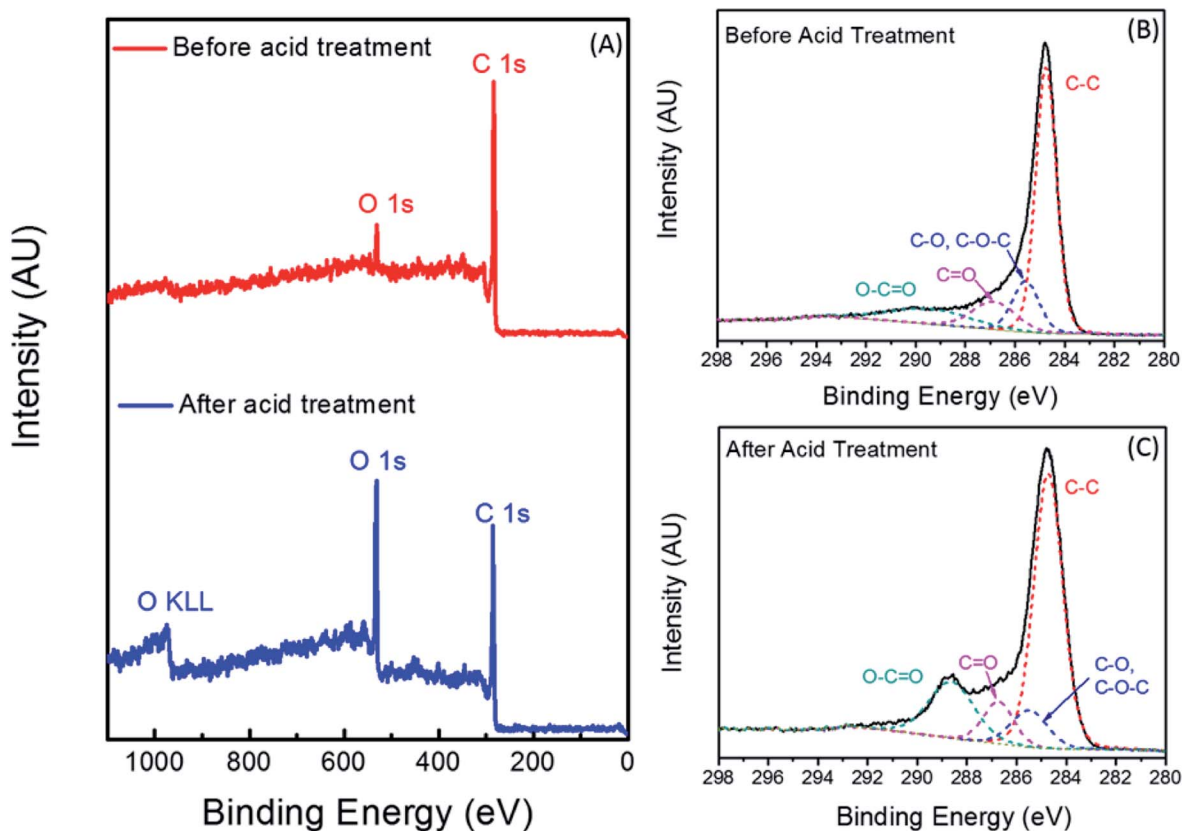 Before acid treatment
(A)
C 1s
O 1s
After acid treatment
O 1s
C 1s
O KLL
Intensity (AU)
1000 800 600 400 200 0
Binding Energy (eV)
Before Acid Treatment
(B)
C-C
C-O, C-O-C
C=O
O-C=O
Intensity (AU)
298 296 294 292 290 288 286 284 282 280
Binding Energy (eV)
After Acid Treatment
(C)
C-C
O-C=O
C=O
C-O,
C-O-C
Intensity (AU)
298 296 294 292 290 288 286 284 282 280
Binding Energy (eV)